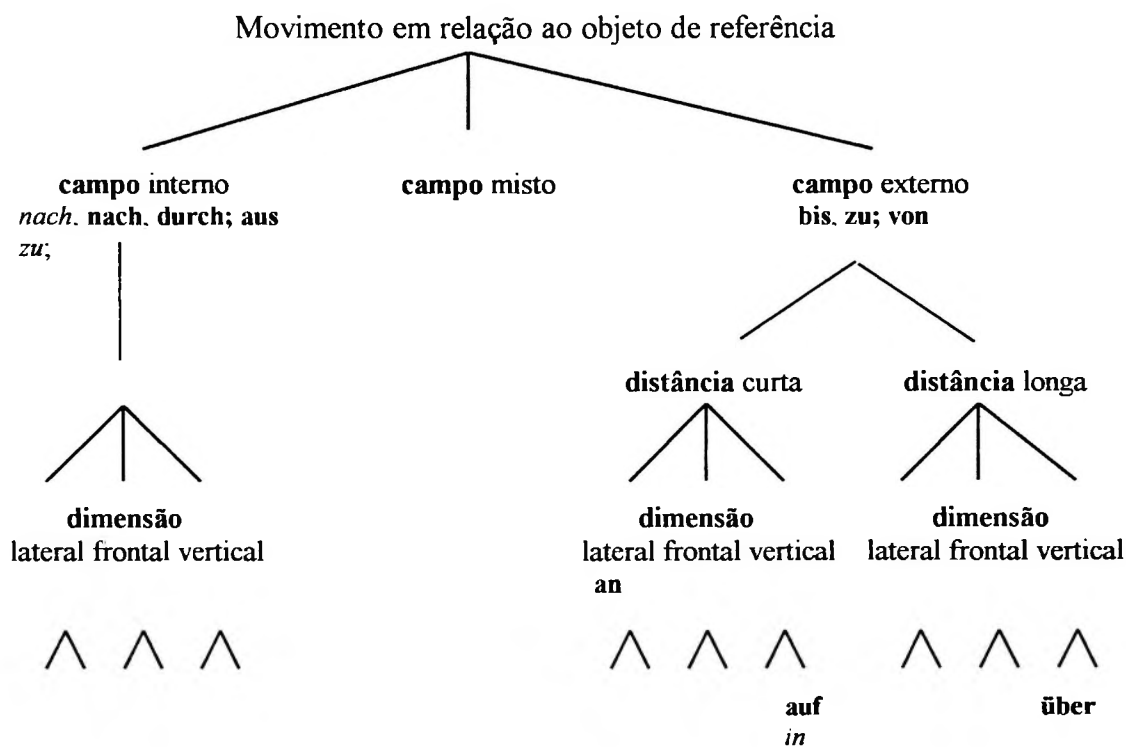 Movimento em relação ao objeto de referência
campo interno
nach. nach. durch; aus
zu;
campo misto
campo externo
bis. zu; von
distância curta
distância longa
dimensão
lateral frontal vertical
dimensão
lateral frontal vertical
an
dimensão
lateral frontal vertical
auf
in
über